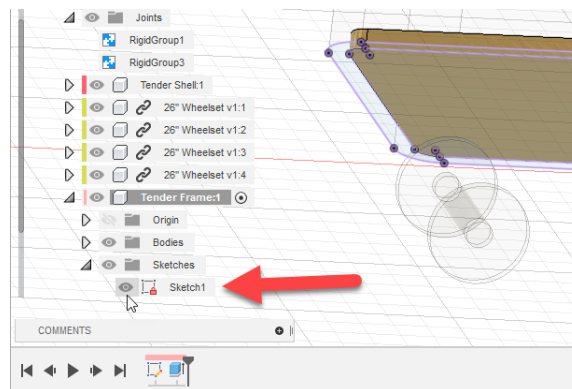 Joints
RigidGroup1
RigidGroup3
Tender Shell:1
26" Wheelset v1:1
26" Wheelset v1:2
26" Wheelset v1:3
26" Wheelset v1:4
Tender Frame:1
Origin
Bodies
Sketches
Sketch1
COMMENTS